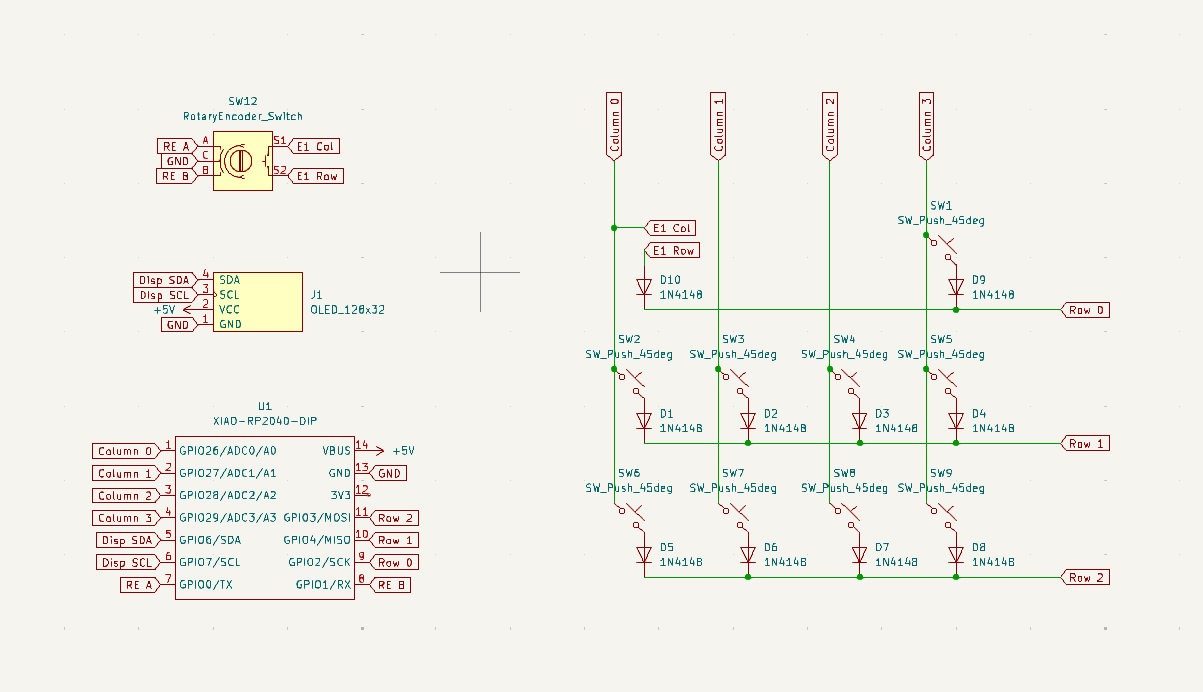 SW12
RotaryEncoder_Switch
RE A
A
S1
E1 Col
GND
C
RE B
B
S2
E1 Row
Disp SDA
4
SDA
Disp SCL
3
SCL
J1
+5V
2
VCC
OLED_128x32
GND
1
GND
U1
XIAO-RP2040-DIP
Column 0
1
GPIO26/ADC0/A0
VBUS
14
+5V
Column 1
2
GPIO27/ADC1/A1
GND
13
GND
Column 2
3
GPIO28/ADC2/A2
3V3
12
Column 3
4
GPIO29/ADC3/A3
GPIO3/MOSI
11
Row 2
Disp SDA
5
GPIO6/SDA
GPIO4/MISO
10
Row 1
Disp SCL
6
GPIO7/SCL
GPIO2/SCK
9
Row 0
RE A
7
GPIO0/TX
GPIO1/RX
8
RE B
Column 0
Column 1
Column 2
Column 3
SW1
SW_Push_45deg
E1 Col
E1 Row
D10
1N4148
D9
1N4148
Row 0
SW2
SW_Push_45deg
SW3
SW_Push_45deg
SW4
SW_Push_45deg
SW5
SW_Push_45deg
D1
1N4148
D2
1N4148
D3
1N4148
D4
1N4148
Row 1
SW6
SW_Push_45deg
SW7
SW_Push_45deg
SW8
SW_Push_45deg
SW9
SW_Push_45deg
D5
1N4148
D6
1N4148
D7
1N4148
D8
1N4148
Row 2